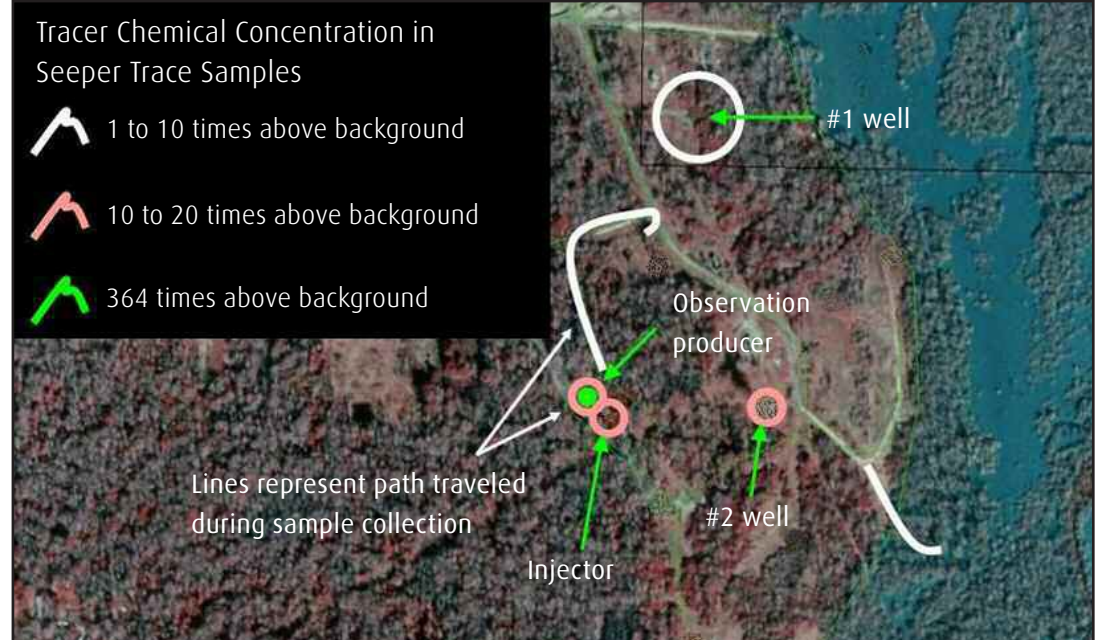 Tracer Chemical Concentration in
Seeper Trace Samples
1 to 10 times above background
10 to 20 times above background
364 times above background
#1 well
Observation
producer
Lines represent path traveled
during sample collection
#2 well
Injector